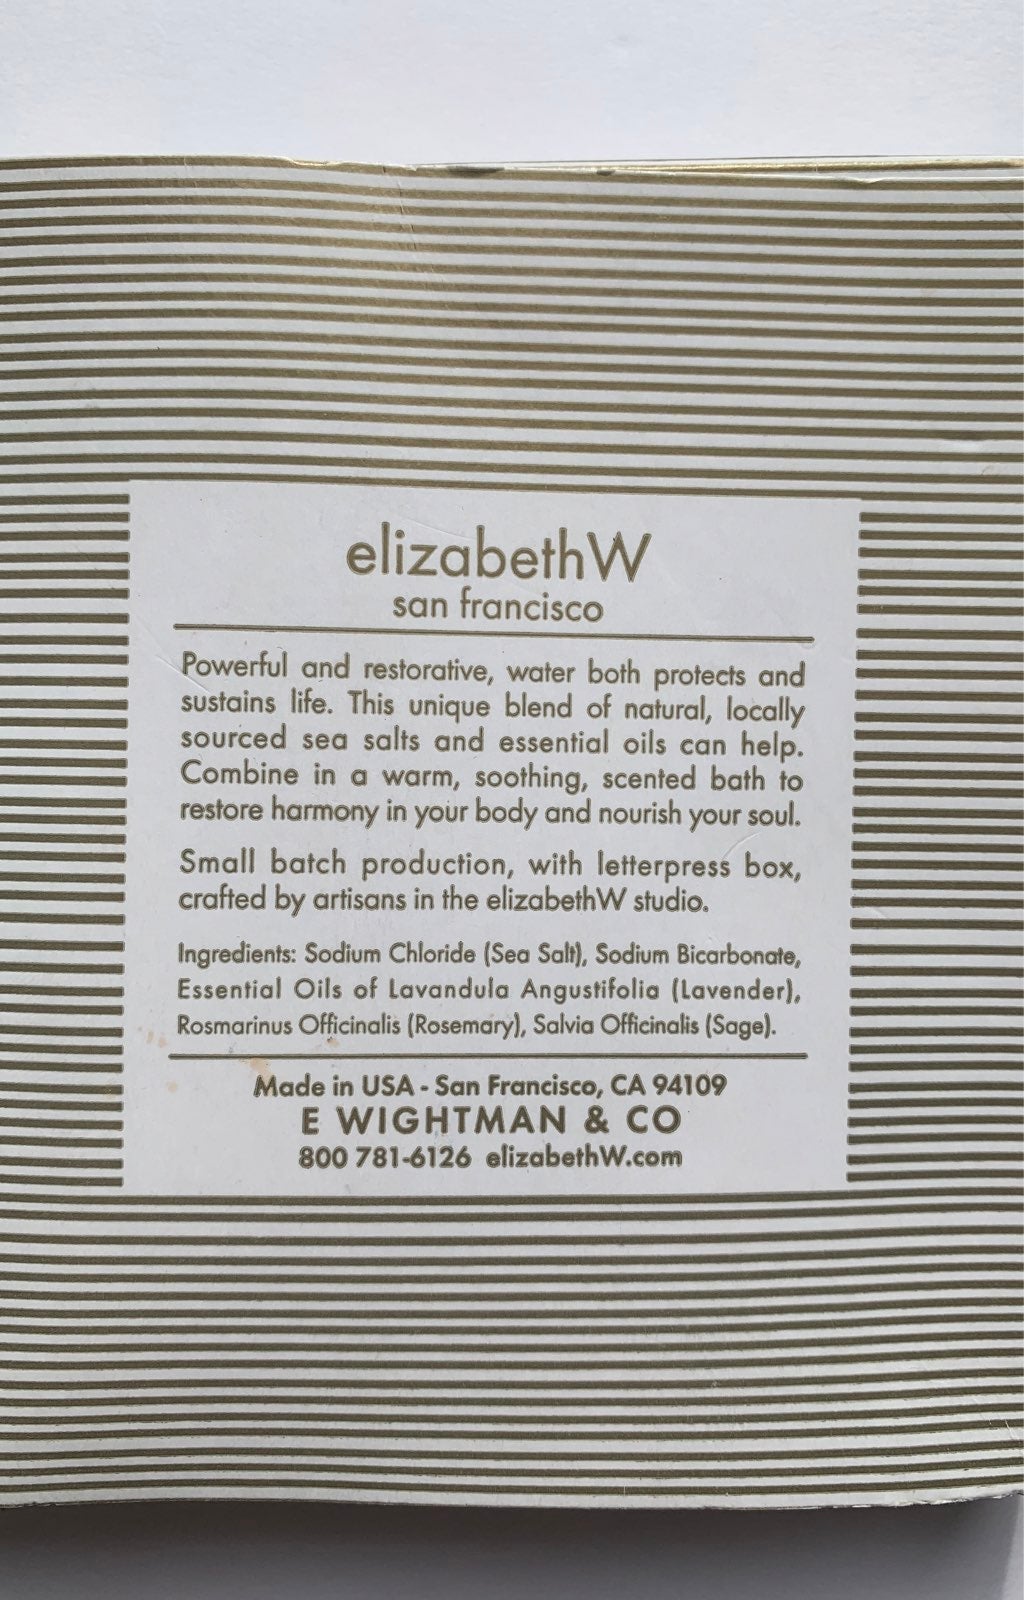 elizabethW
san francisco
Powerful and restorative, water both protects and
sustains life. This unique blend of natural, locally
sourced sea salts and essential oils can help.
Combine in a warm, soothing, scented bath to
restore harmony in your body and nourish your soul.
Small batch production, with letterpress box,
crafted by artisans in the elizabethW studio.
Ingredients: Sodium Chloride (Sea Salt), Sodium Bicarbonate,
Essential Oils of Lavandula Angustifolia (Lavender),
Rosmarinus Officinalis (Rosemary), Salvia Officinalis (Sage).
Made in USA - San Francisco, CA 94109
E WIGHTMAN & CO
800 781-6126 elizabethW.com